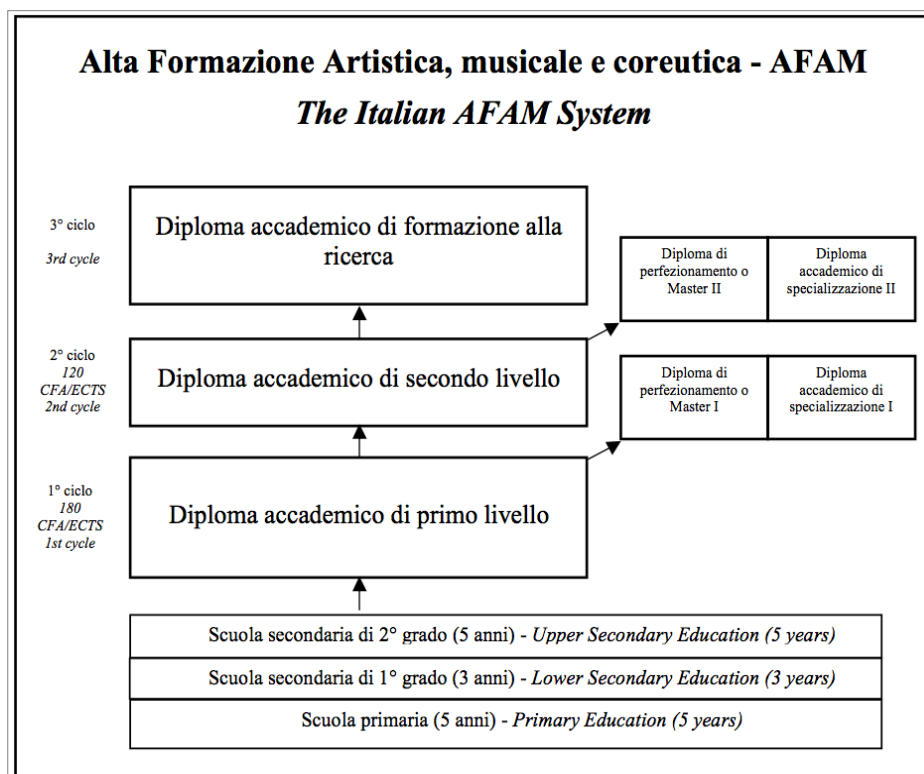 Alta Formazione Artistica, musicale e coreutica - AFAM
The Italian AFAM System
3° ciclo
3rd cycle
Diploma accademico di formazione alla
ricerca
Diploma di
perfezionamento o
Master II
Diploma
accademico di
specializzazione II
2° ciclo
120
CFA/ECTS
2nd cycle
Diploma accademico di secondo livello
Diploma di
perfezionamento o
Master I
Diploma
accademico di
specializzazione I
1° ciclo
180
CFA/ECTS
1st cycle
Diploma accademico di primo livello
Scuola secondaria di 2° grado (5 anni) - Upper Secondary Education (5 years)
Scuola secondaria di 1° grado (3 anni) - Lower Secondary Education (3 years)
Scuola primaria (5 anni) - Primary Education (5 years)